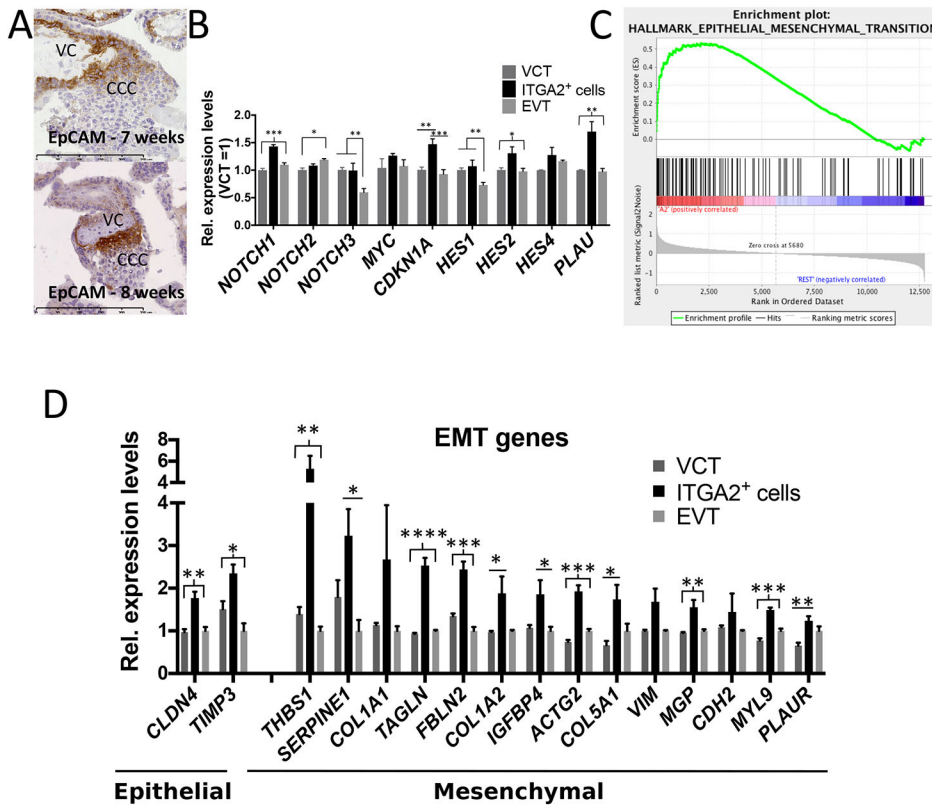 A
VC
CCC
EpCAM - 7 weeks
VC
CCC
EpCAM - 8 weeks
B
VCT
ITGA2+ cells
EVT
Rel. expression levels
(VCT =1)
2.0
1.5
1.0
0.5
0.0
NOTCH1
NOTCH2
NOTCH3
MYC
CDKN1A
HES1
HES2
HES4
PLAU
***
*
**
**
***
**
*
**
C
Enrichment plot:
HALLMARK_EPITHELIAL_MESENCHYMAL_TRANSITION
Enrichment score (ES)
0.5
0.4
0.3
0.2
0.1
0.0
'A2' (positively correlated)
Ranked list metric (Signal2Noise)
2
1
0
-1
Zero cross at 5680
'REST' (negatively correlated)
0
2,500
5,000
7,500
10,000
12,500
Rank in Ordered Dataset
Enrichment profile
Hits
Ranking metric scores
D
EMT genes
VCT
ITGA2+ cells
EVT
Rel. expression levels
8
6
4
4
3
2
1
0
**
*
**
*
****
***
*
*
***
*
**
***
**
CLDN4
TIMP3
THBS1
SERPINE1
COL1A1
TAGLN
FBLN2
COL1A2
IGFBP4
ACTG2
COL5A1
VIM
MGP
CDH2
MYL9
PLAUR
Epithelial
Mesenchymal